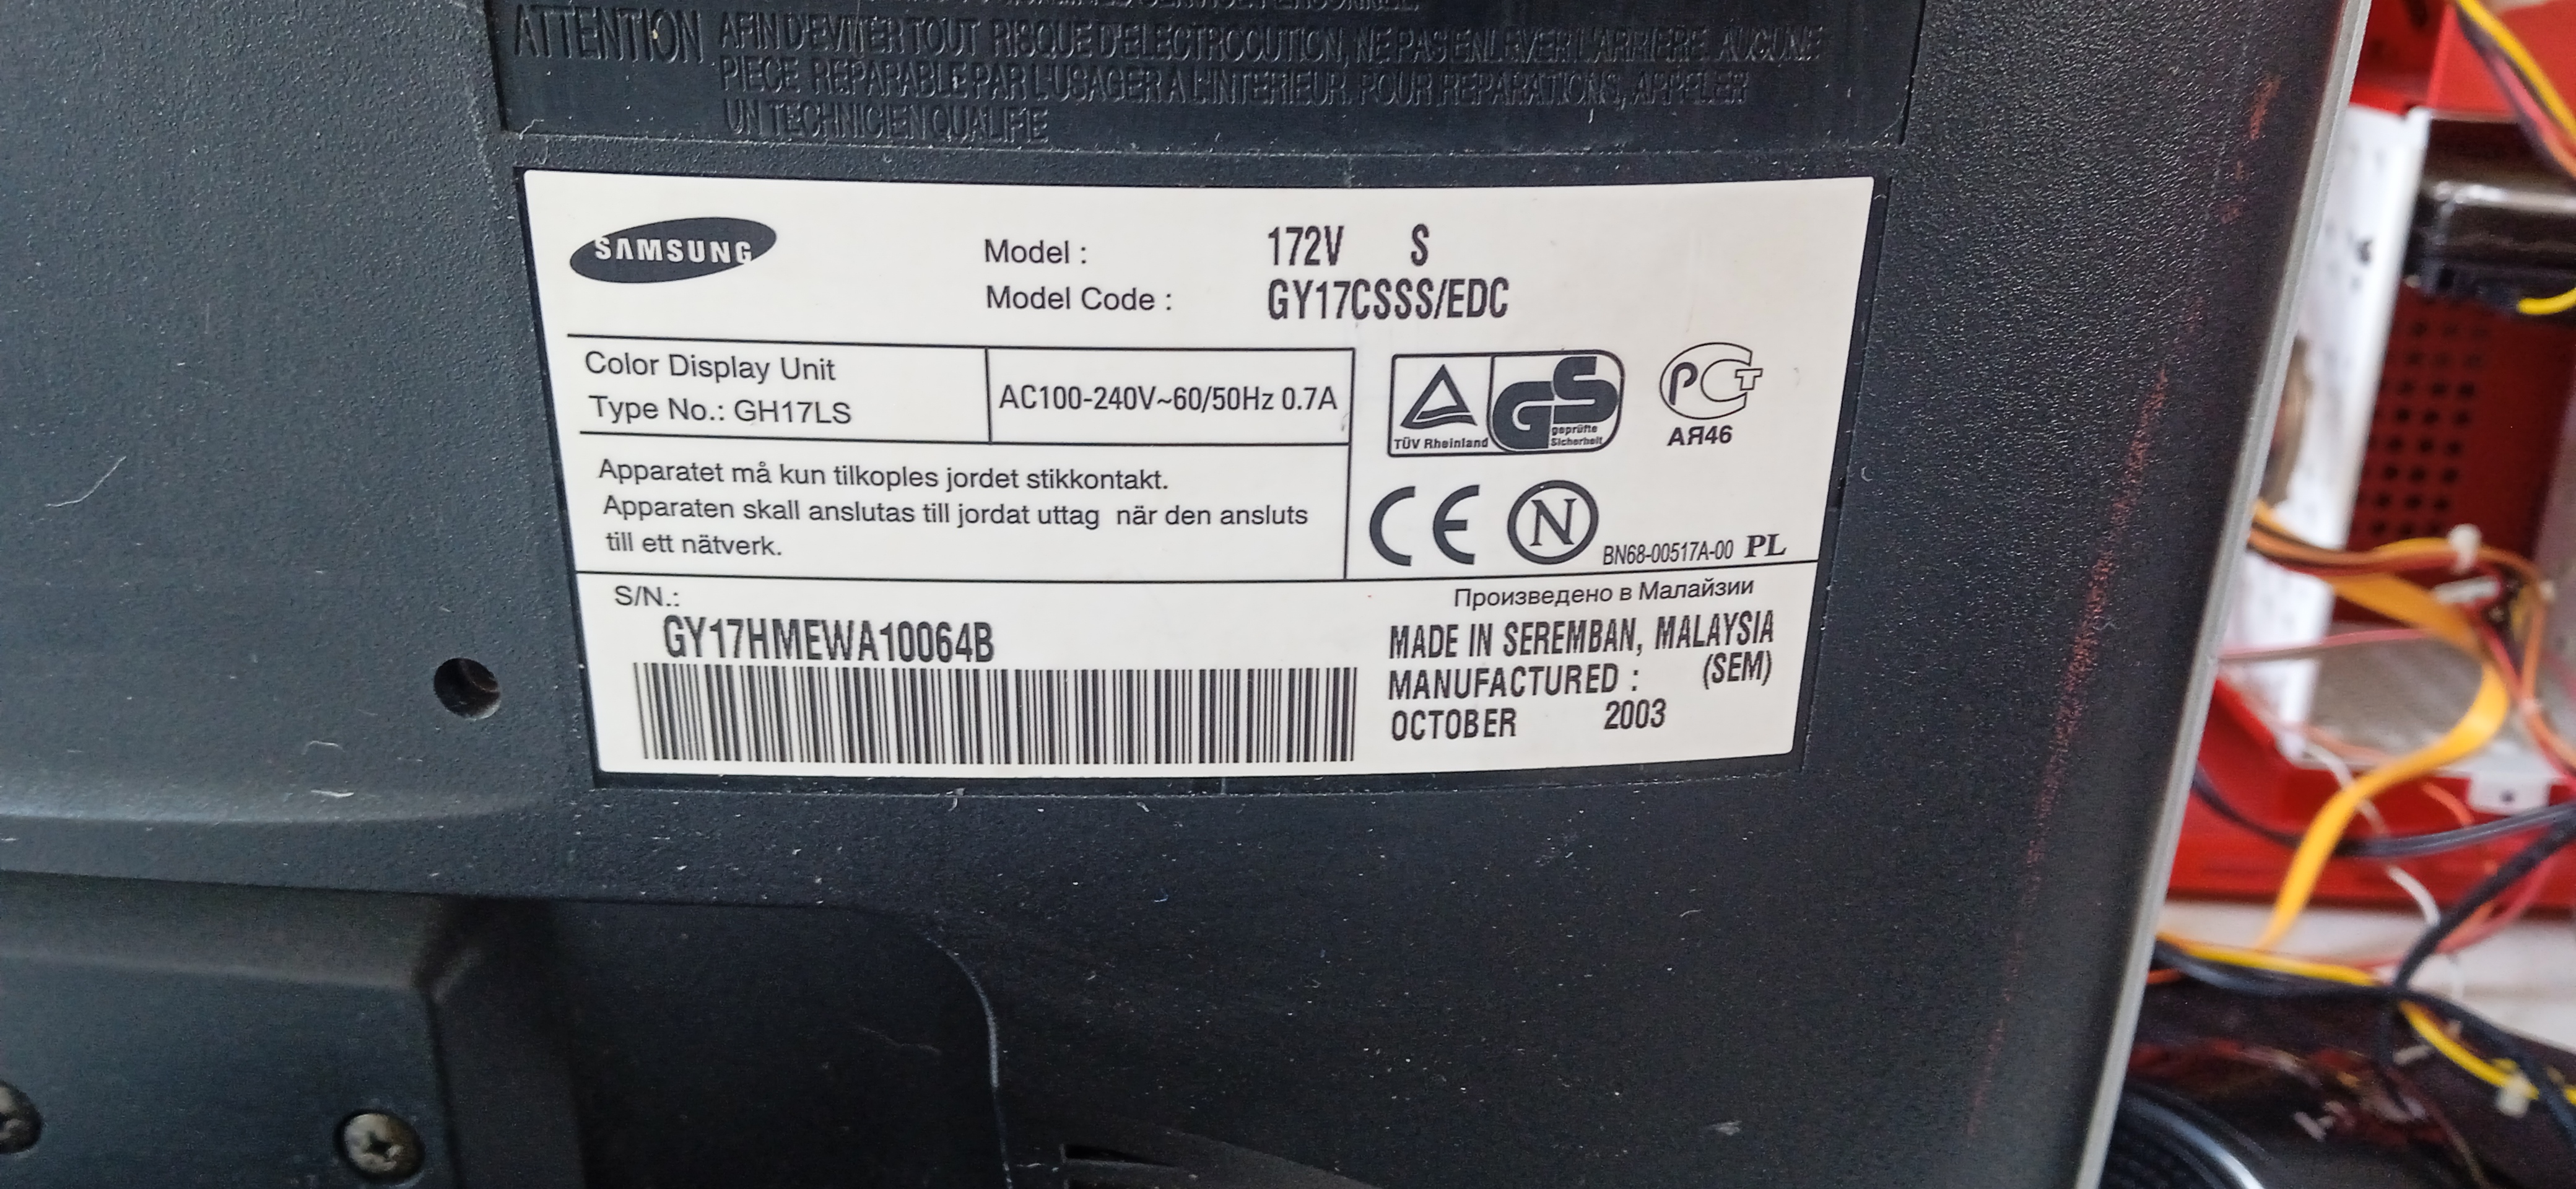 ATTENTION AFIN D'EVITER TOUT RISQUE D'ELECTROCUTION, NE PAS ENLEVER L'ARRIERE. AUCUNE
PIECE REPARABLE PAR L'USAGER A L'INTERIEUR. POUR REPARATIONS, APPELER
UN TECHNICIEN QUALIFIE
SAMSUNG
Model : 172V S
Model Code : GY17CSSS/EDC
Color Display Unit
Type No.: GH17LS
AC100-240V~60/50Hz 0.7A
TÜV Rheinland
GS
geprüfte
Sicherheit
РСТ
АЯ46
Apparatet må kun tilkoples jordet stikkontakt.
Apparaten skall anslutas till jordat uttag när den ansluts
till ett nätverk.
CE N BN68-00517A-00 PL
S/N.:
GY17HMEWA10064B
Произведено в Малайзии
MADE IN SEREMBAN, MALAYSIA
MANUFACTURED : (SEM)
OCTOBER 2003